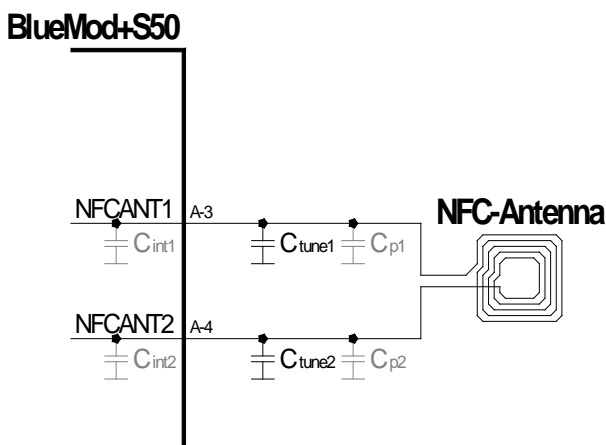 BlueMod+S50
NFCANT1 A-3
NFC-Antenna
Cint1 Ctune1 Cp1
NFCANT2 A-4
Cint2 Ctune2 Cp2